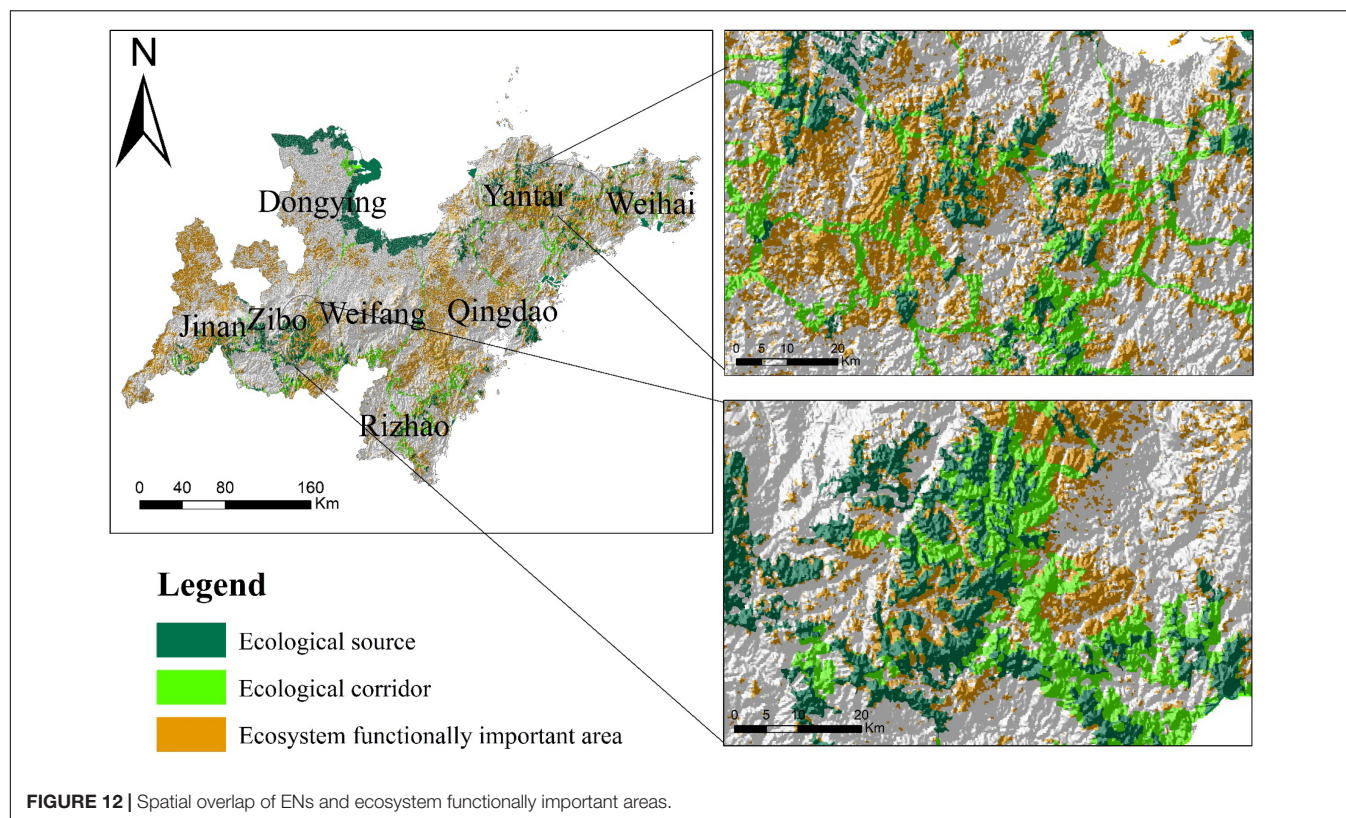 N
Dongying
Yantai
Weihai
Jinan
Zibo
Weifang
Qingdao
Rizhao
0 40 80 160
Km
0 5 10 20
Km
0 5 10 20
Km
Legend
Ecological source
Ecological corridor
Ecosystem functionally important area
FIGURE 12 | Spatial overlap of ENs and ecosystem functionally important areas.